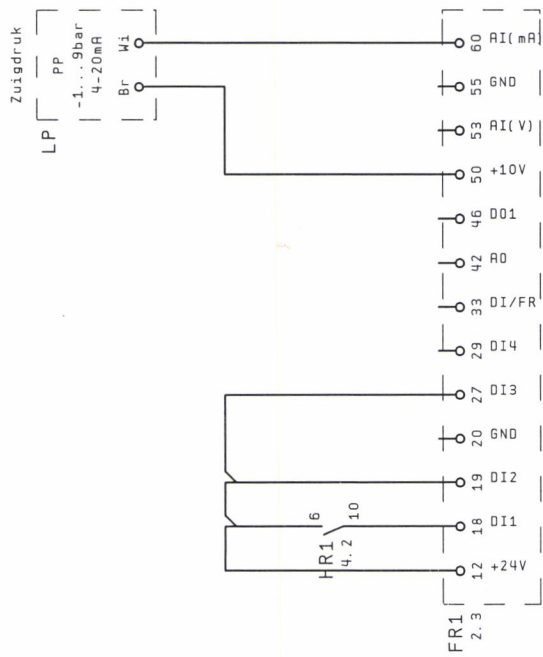 Zuigdruk
PP
-1...9bar
4-20mA
LP
Wi
Br
60 AI(mA)
55 GND
53 AI(V)
50 +10V
46 DO1
42 AO
33 DI/FR
29 DI4
27 DI3
20 GND
19 DI2
18 DI1
12 +24V
6
10
HR1
4.2
FR1
2.3